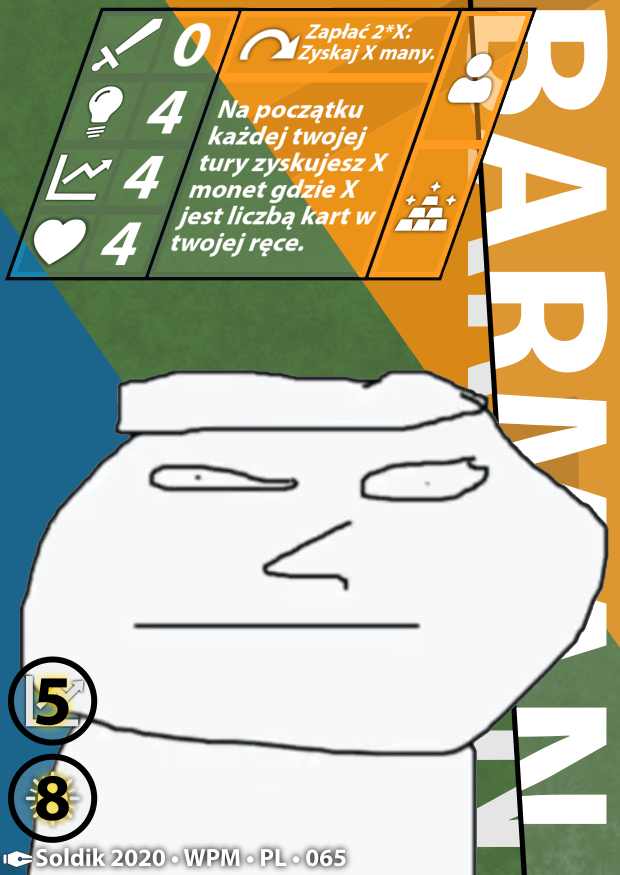 0
4
4
4
Zapłać 2*X:
Zyskaj X many.
Na początku
każdej twojej
tury zyskujesz X
monet gdzie X
jest liczbą kart w
twojej ręce.
BARMAN
5
8
Soldik 2020 • WPM • PL • 065